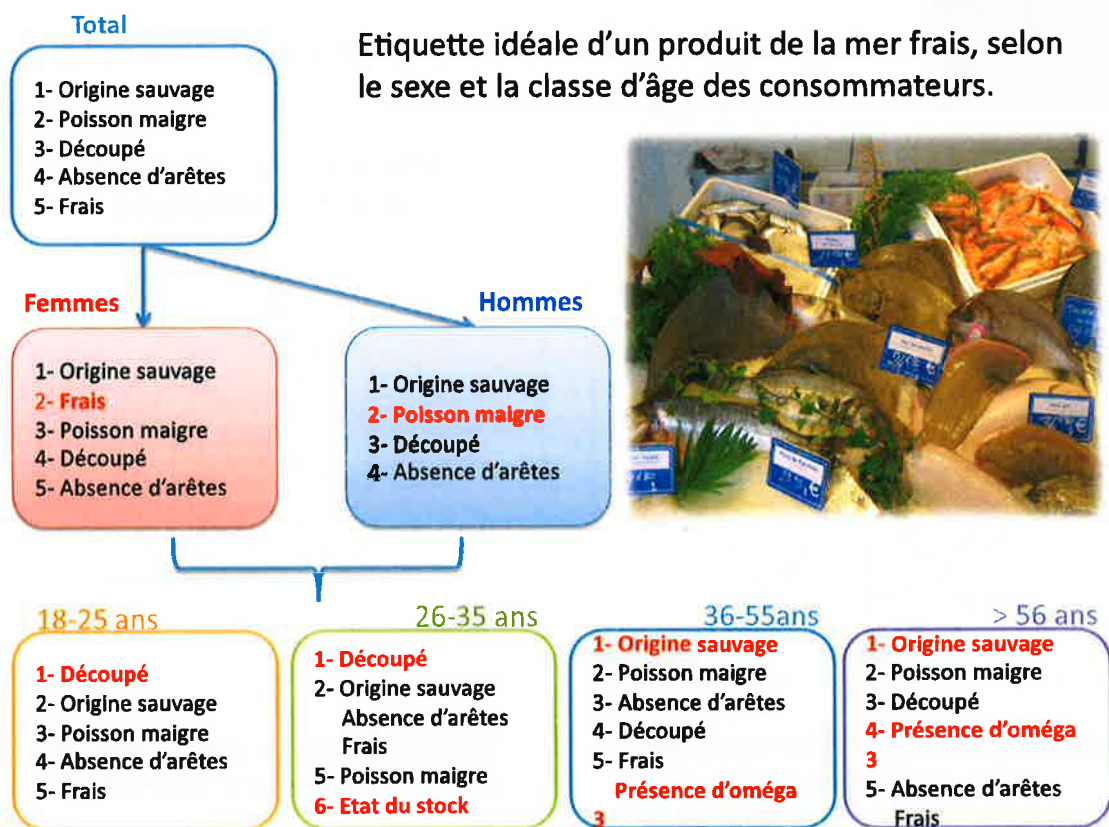 Total
Etiquette idéale d'un produit de la mer frais, selon
le sexe et la classe d'âge des consommateurs.
1- Origine sauvage
2- Poisson maigre
3- Découpé
4- Absence d'arêtes
5- Frais
Femmes
1- Origine sauvage
2- Frais
3- Poisson maigre
4- Découpé
5- Absence d'arêtes
Hommes
1- Origine sauvage
2- Poisson maigre
3- Découpé
4- Absence d'arêtes
18-25 ans
1- Découpé
2- Origine sauvage
3- Poisson maigre
4- Absence d'arêtes
5- Frais
26-35 ans
1- Découpé
2- Origine sauvage
Absence d'arêtes
Frais
5- Poisson maigre
6- Etat du stock
36-55ans
1- Origine sauvage
2- Poisson maigre
3- Absence d'arêtes
4- Découpé
5- Frais
Présence d'oméga
3
> 56 ans
1- Origine sauvage
2- Poisson maigre
3- Découpé
4- Présence d'oméga
3
5- Absence d'arêtes
Frais